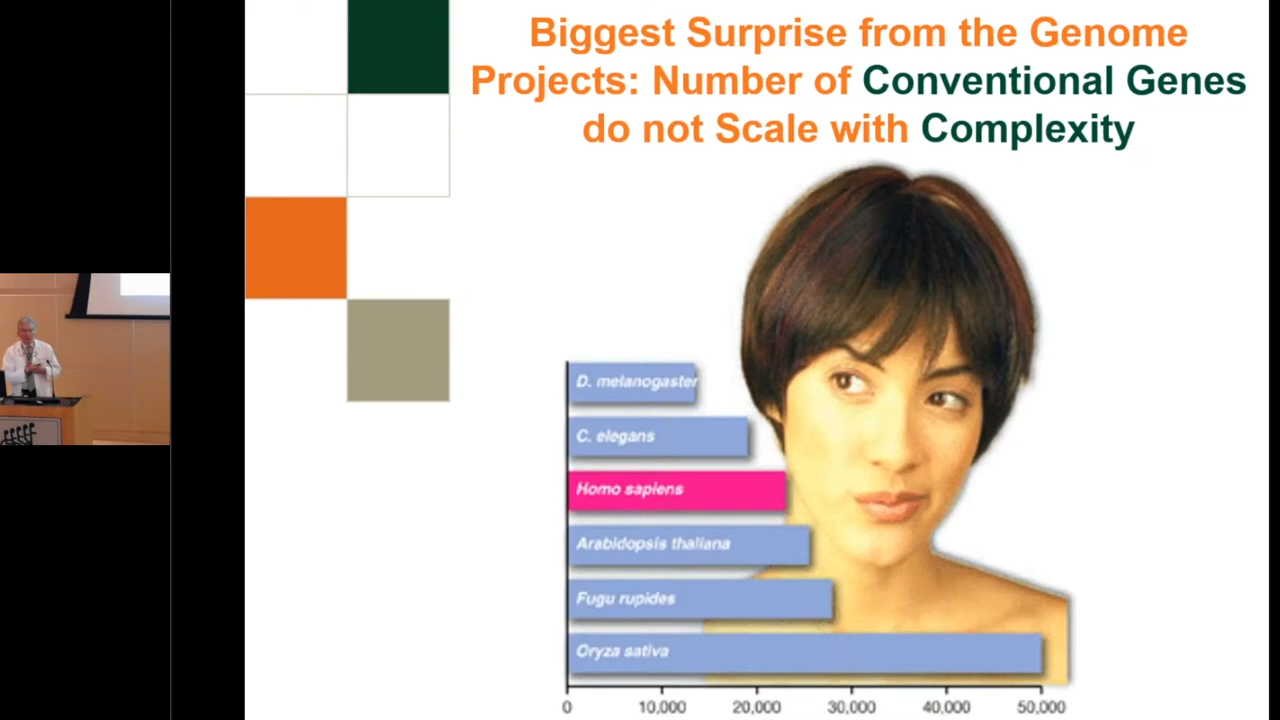 Biggest Surprise from the Genome
Projects: Number of Conventional Genes
do not Scale with Complexity
D. melanogaster
C. elegans
Homo sapiens
Arabidopsis thaliana
Fugu rupides
Oryza sativa
0 10,000 20,000 30,000 40,000 50,000